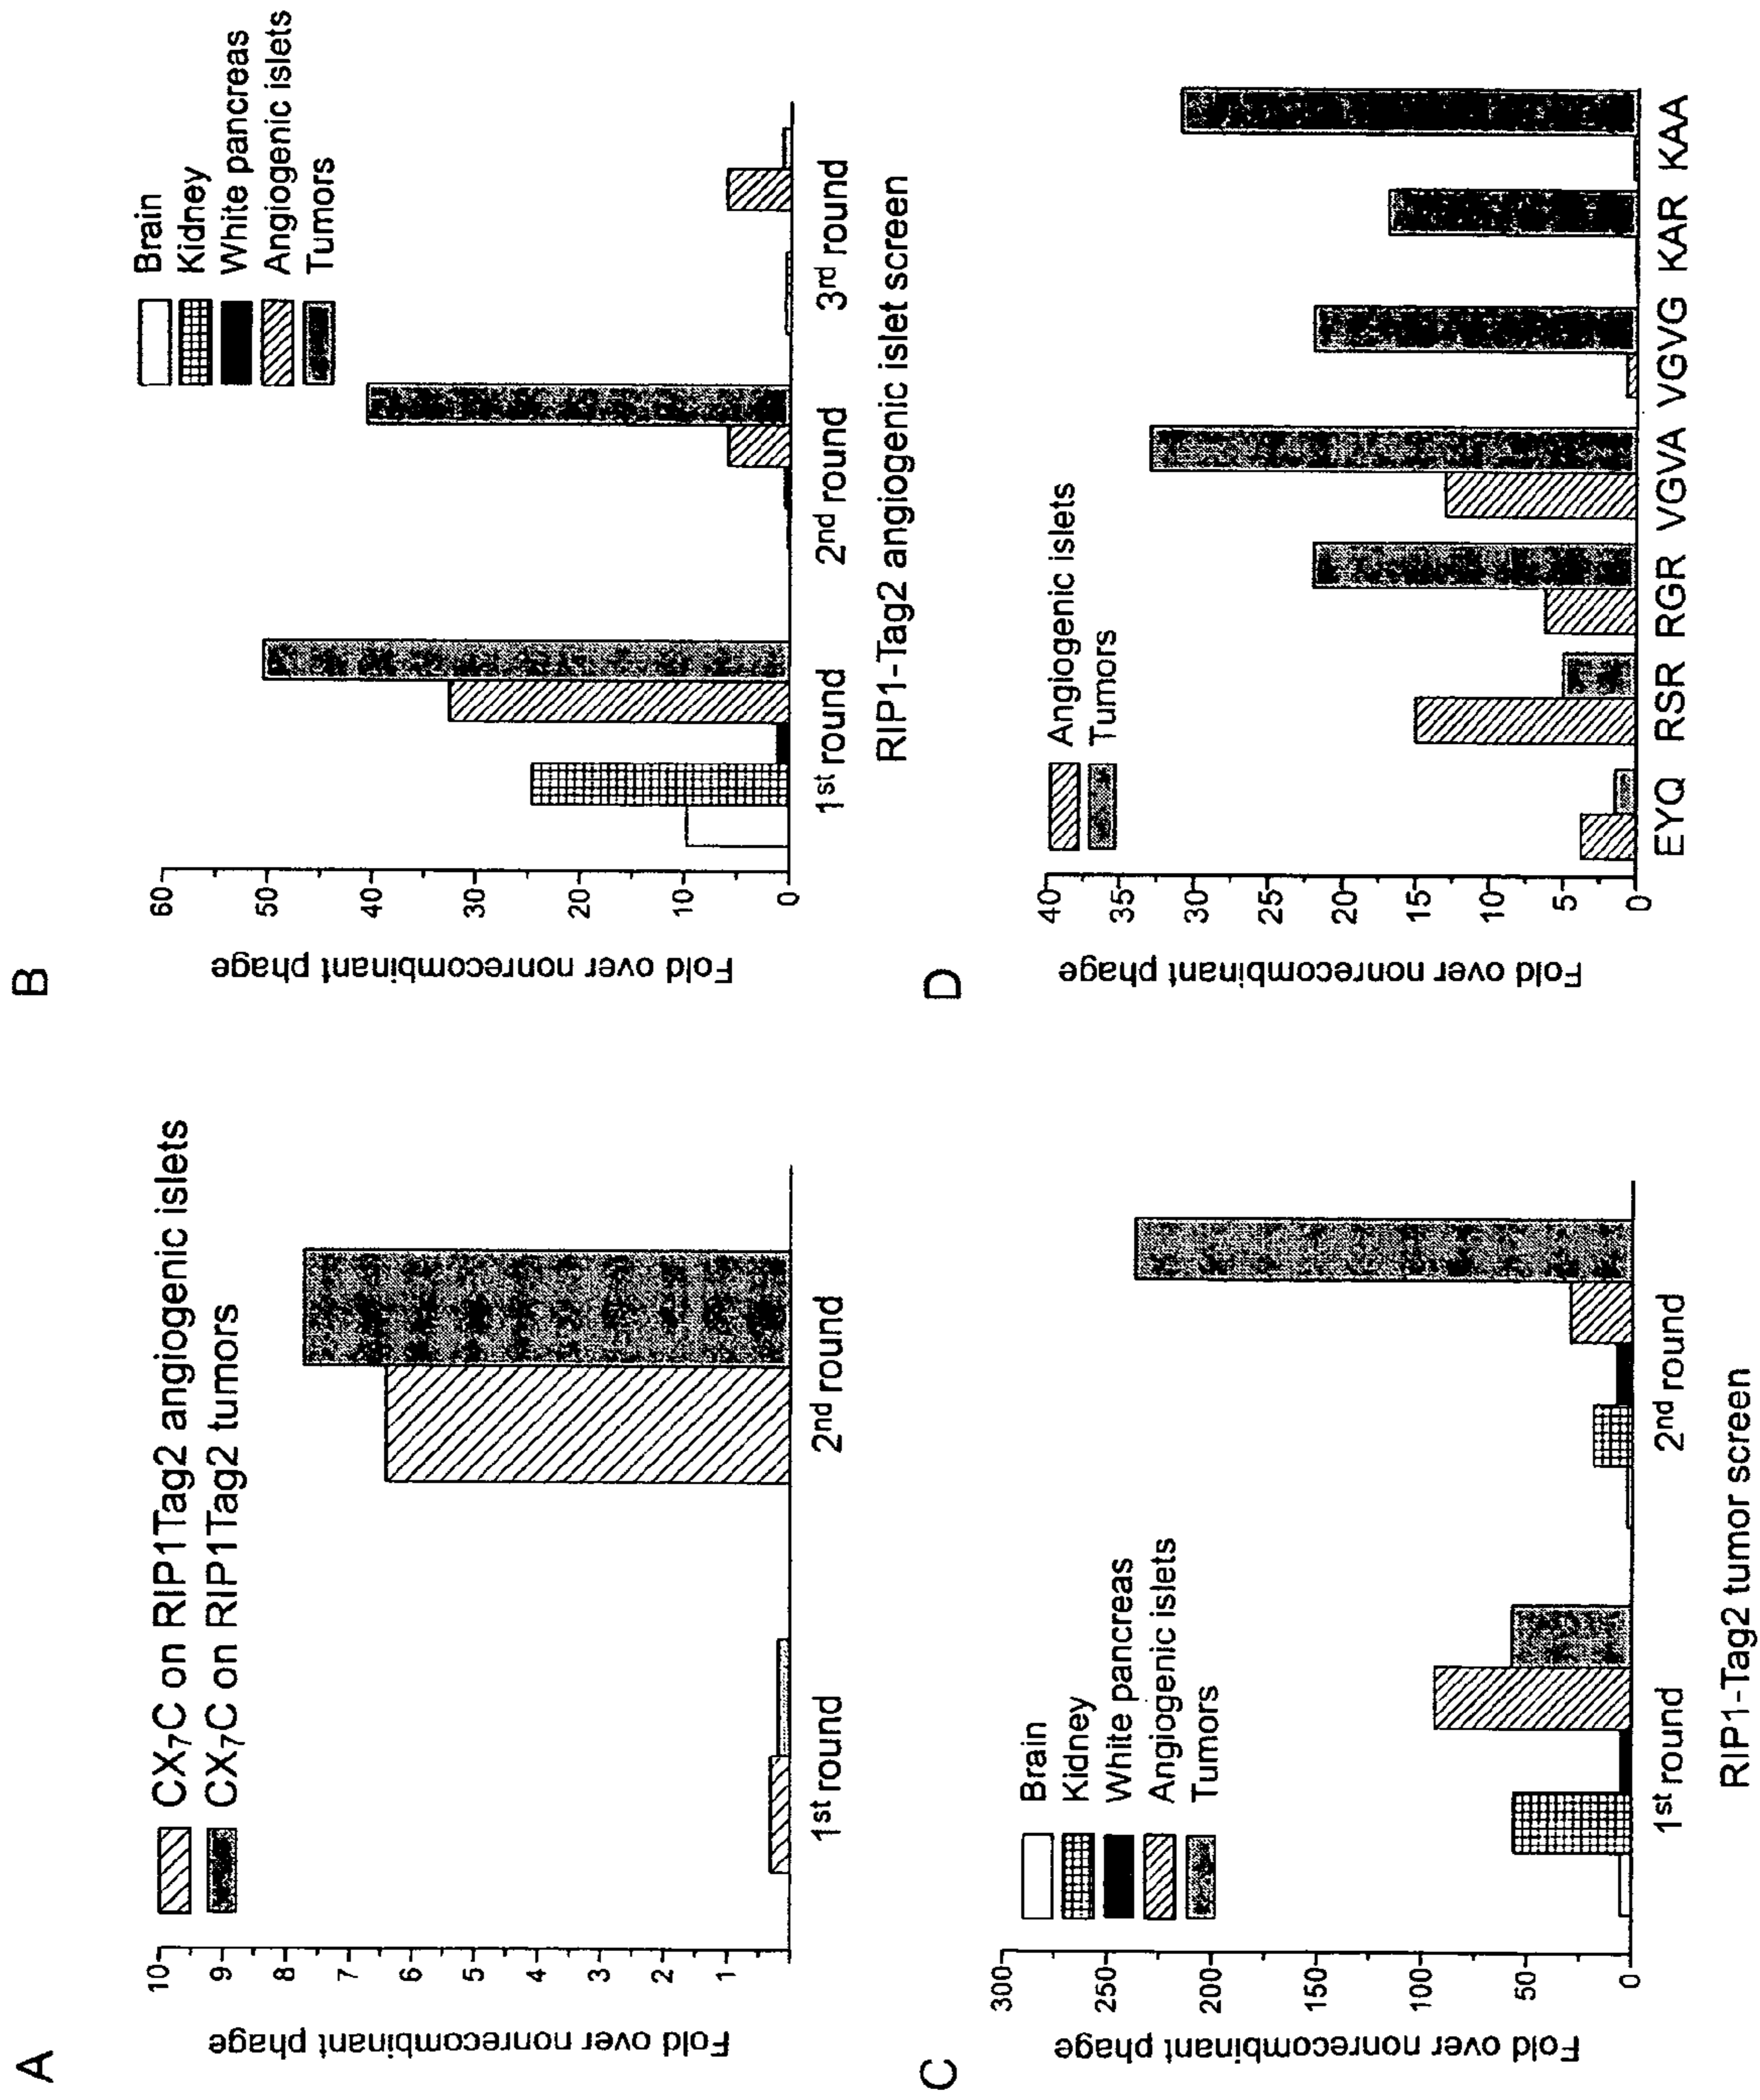 A
Fold over nonrecombinant phage
10
9
8
7
6
5
4
3
2
1
CX7C on RIP1Tag2 angiogenic islets
CX7C on RIP1Tag2 tumors
1st round
2nd round
B
Fold over nonrecombinant phage
60
50
40
30
20
10
0
Brain
Kidney
White pancreas
Angiogenic islets
Tumors
1st round
2nd round
3rd round
RIP1-Tag2 angiogenic islet screen
C
Fold over nonrecombinant phage
300
250
200
150
100
50
0
Brain
Kidney
White pancreas
Angiogenic islets
Tumors
1st round
2nd round
RIP1-Tag2 tumor screen
D
Fold over nonrecombinant phage
40
35
30
25
20
15
10
5
0
Angiogenic islets
Tumors
EYQ RSR RGR VGVA VGVG KAR KAA